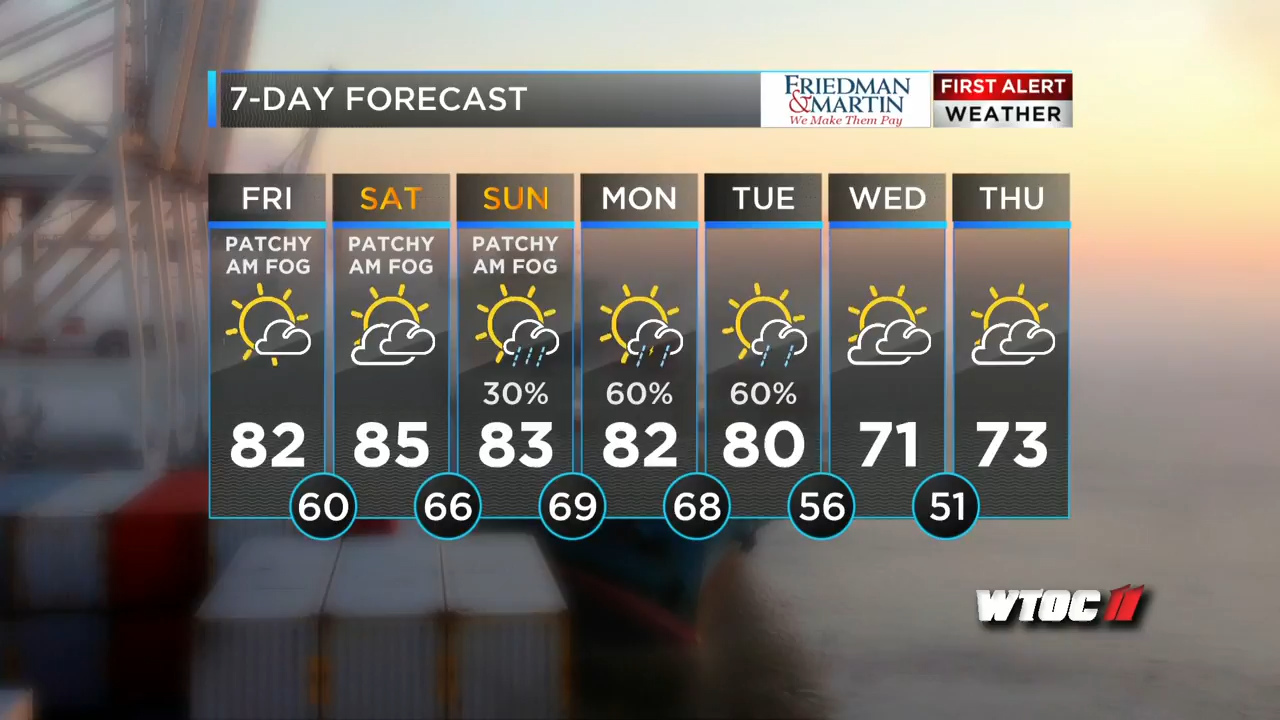 7-DAY FORECAST
FRIEDMAN
&MARTIN
We Make Them Pay
FIRST ALERT
WEATHER
FRI SAT SUN MON TUE WED THU
PATCHY PATCHY PATCHY
AM FOG AM FOG AM FOG
30% 60% 60%
82 85 83 82 80 71 73
60 66 69 68 56 51
WTOC 11